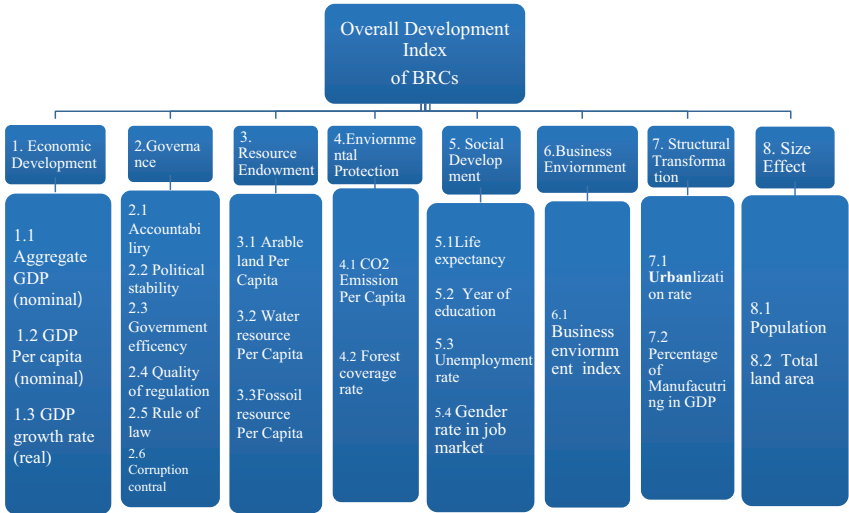 Overall Development
Index
of BRCs
1. Economic
Development
1.1
Aggregate
GDP
(nominal)
1.2 GDP
Per capita
(nominal)
1.3 GDP
growth rate
(real)
2.Governa
nce
2.1
Accountabi
liry
2.2 Political
stability
2.3
Government
efficency
2.4 Quality
of regulation
2.5 Rule of
law
2.6
Corruption
contral
3.
Resource
Endowment
3.1 Arable
land Per
Capita
3.2 Water
resource
Per Capita
3.3Fossoil
resource
Per Capita
4.Enviornme
ntal
Protection
4.1 CO2
Emission
Per Capita
4.2 Forest
coverage
rate
5. Social
Develop
ment
5.1Life
expectancy
5.2 Year of
education
5.3
Unemployment
rate
5.4 Gender
rate in job
market
6.Business
Enviornment
6.1
Business
enviornm
ent index
7. Structural
Transforma
tion
7.1
Urbanlizati
on rate
7.2
Percentage
of
Manufacutri
ng in GDP
8. Size
Effect
8.1
Population
8.2 Total
land area